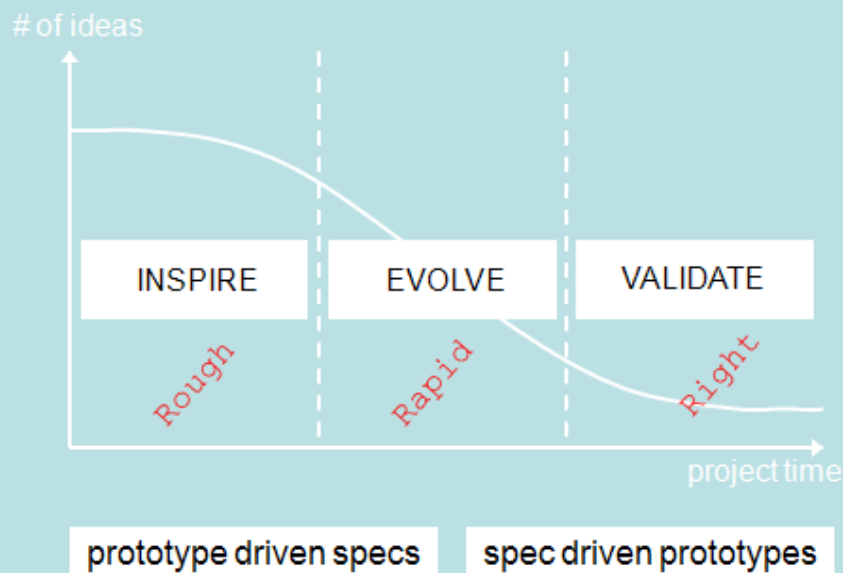 # of ideas
INSPIRE
EVOLVE
VALIDATE
Rough
Rapid
Right
project time
prototype driven specs
spec driven prototypes